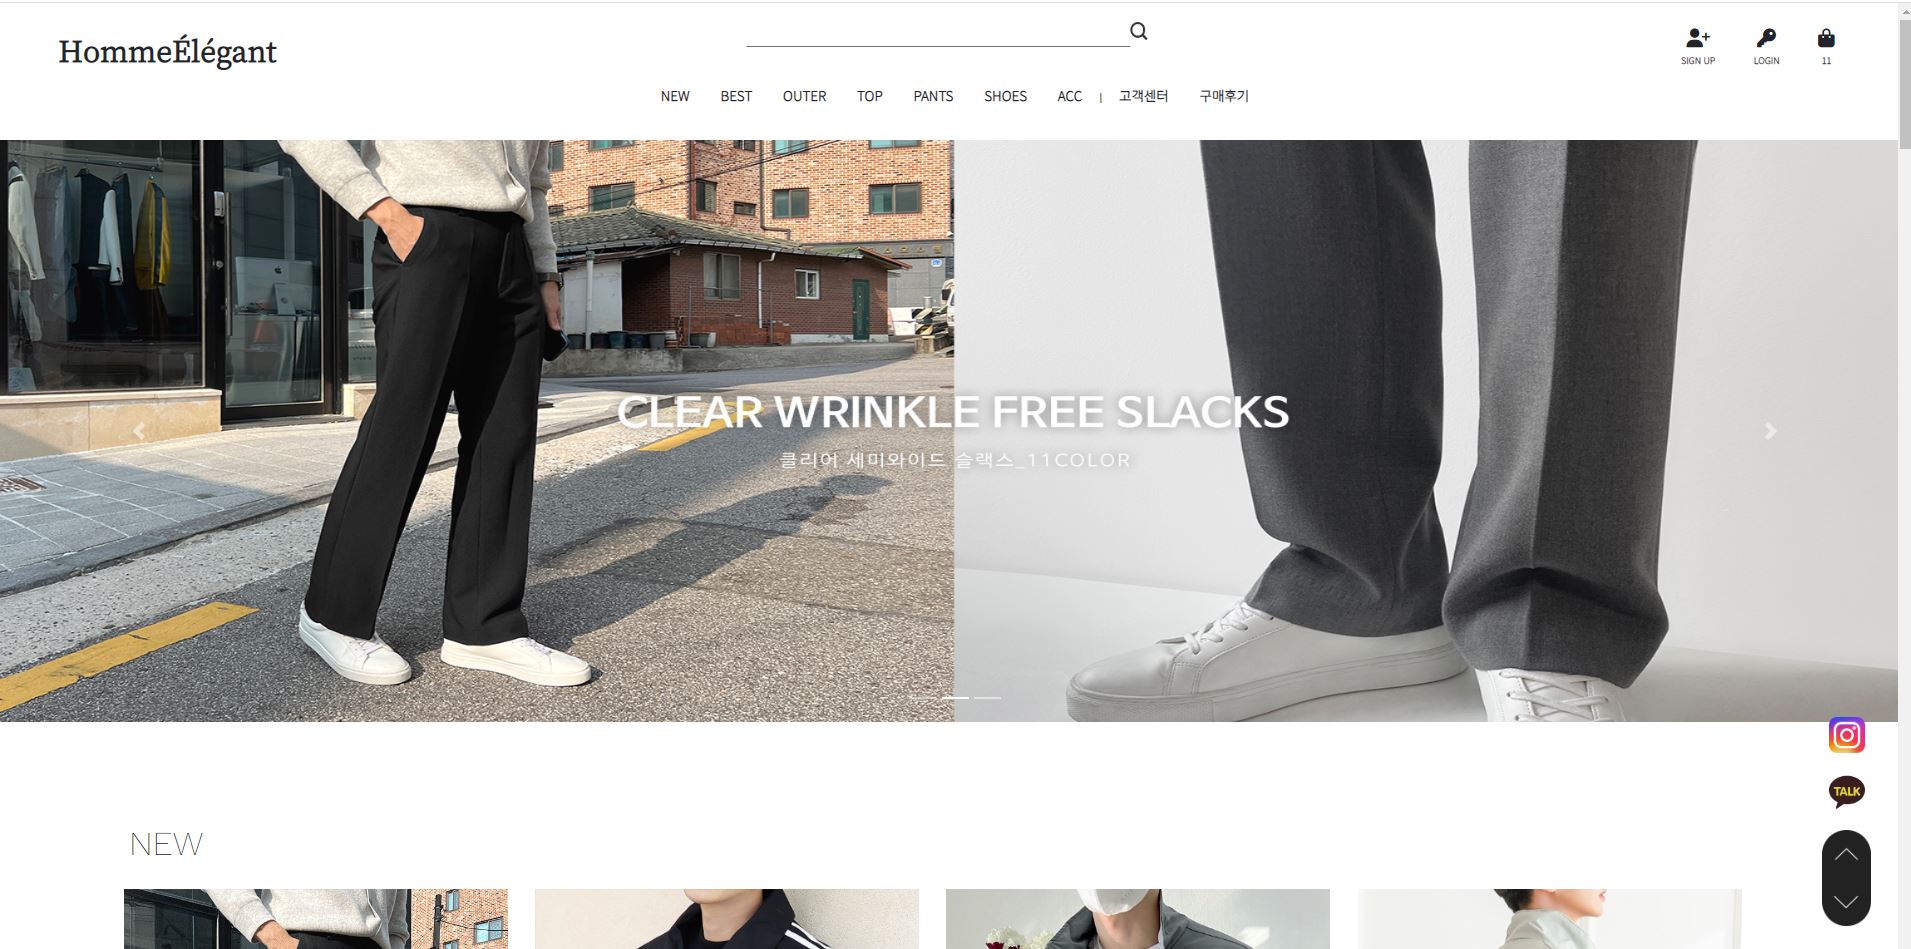 HommeÉlégant
SIGN UP
LOGIN
11
NEW
BEST
OUTER
TOP
PANTS
SHOES
ACC
|
고객센터
구매후기
CLEAR WRINKLE FREE SLACKS
클리어 세미와이드 슬랙스_11COLOR
TALK
NEW